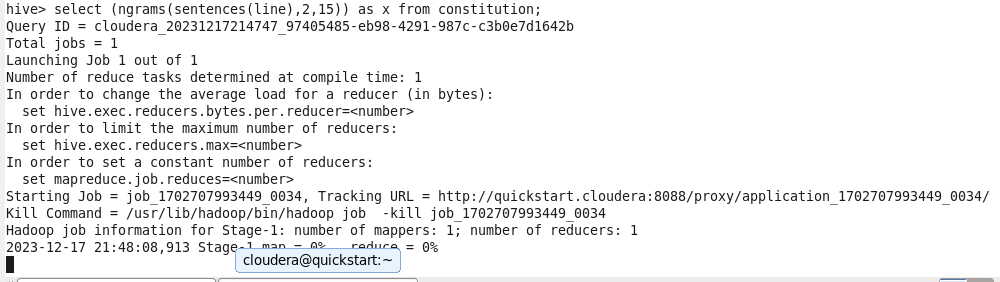 hive> select (ngrams(sentences(line),2,15)) as x from constitution;
Query ID = cloudera_20231217214747_97405485-eb98-4291-987c-c3b0e7d1642b
Total jobs = 1
Launching Job 1 out of 1
Number of reduce tasks determined at compile time: 1
In order to change the average load for a reducer (in bytes):
  set hive.exec.reducers.bytes.per.reducer=<number>
In order to limit the maximum number of reducers:
  set hive.exec.reducers.max=<number>
In order to set a constant number of reducers:
  set mapreduce.job.reduces=<number>
Starting Job = job_1702707993449_0034, Tracking URL = http://quickstart.cloudera:8088/proxy/application_1702707993449_0034/
Kill Command = /usr/lib/hadoop/bin/hadoop job  -kill job_1702707993449_0034
Hadoop job information for Stage-1: number of mappers: 1; number of reducers: 1
2023-12-17 21:48:08,913 Stage-1 map = 0%,  reduce = 0%
cloudera@quickstart:~